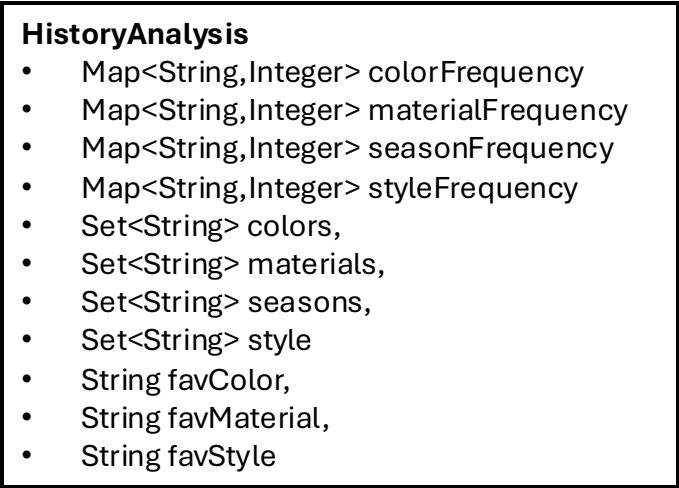 HistoryAnalysis
• Map<String,Integer> colorFrequency
• Map<String,Integer> materialFrequency
• Map<String,Integer> seasonFrequency
• Map<String,Integer> styleFrequency
• Set<String> colors,
• Set<String> materials,
• Set<String> seasons,
• Set<String> style
• String favColor,
• String favMaterial,
• String favStyle